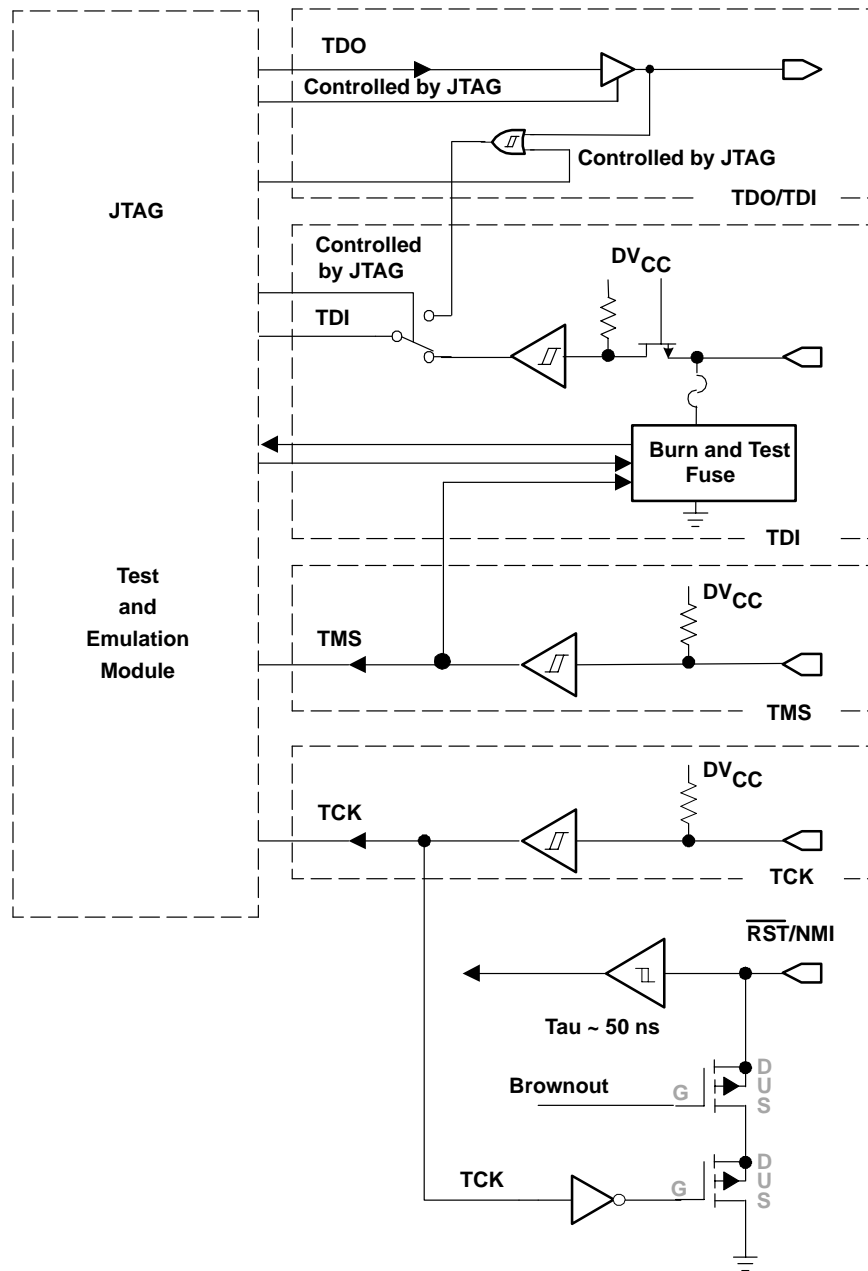 TDO
Controlled by JTAG
Controlled by JTAG
TDO/TDI
JTAG
Controlled
by JTAG
TDI
DVCC
Burn and Test
Fuse
TDI
Test
and
Emulation
Module
DVCC
TMS
TMS
DVCC
TCK
TCK
RST/NMI
Tau ~ 50 ns
D
U
S
G
Brownout
D
U
S
G
TCK